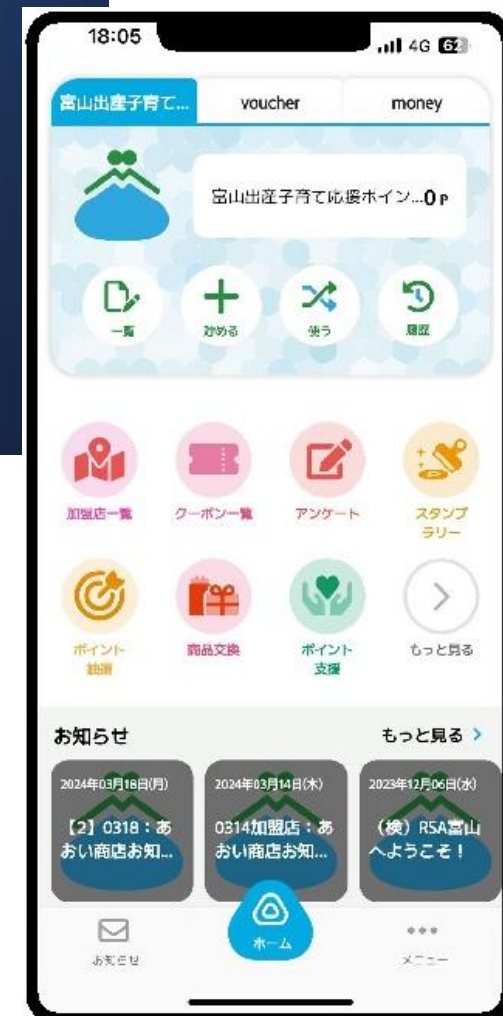 18:05
4G 62
富山出産子育て...
voucher
money
富山出産子育て応援ポイン...0 P
一覧
貯める
使う
履歴
加盟店一覧
クーポン一覧
アンケート
スタンプ
ラリー
ポイント
抽選
商品交換
ポイント
支援
もっと見る
お知らせ
もっと見る
2024年03月18日(月)
【2】0318：あ
おい商店お知...
2024年03月14日(木)
0314加盟店：あ
おい商店お知...
2023年12月06日(水)
（検）RSA富山
へようこそ！
お知らせ
ホーム
メニュー